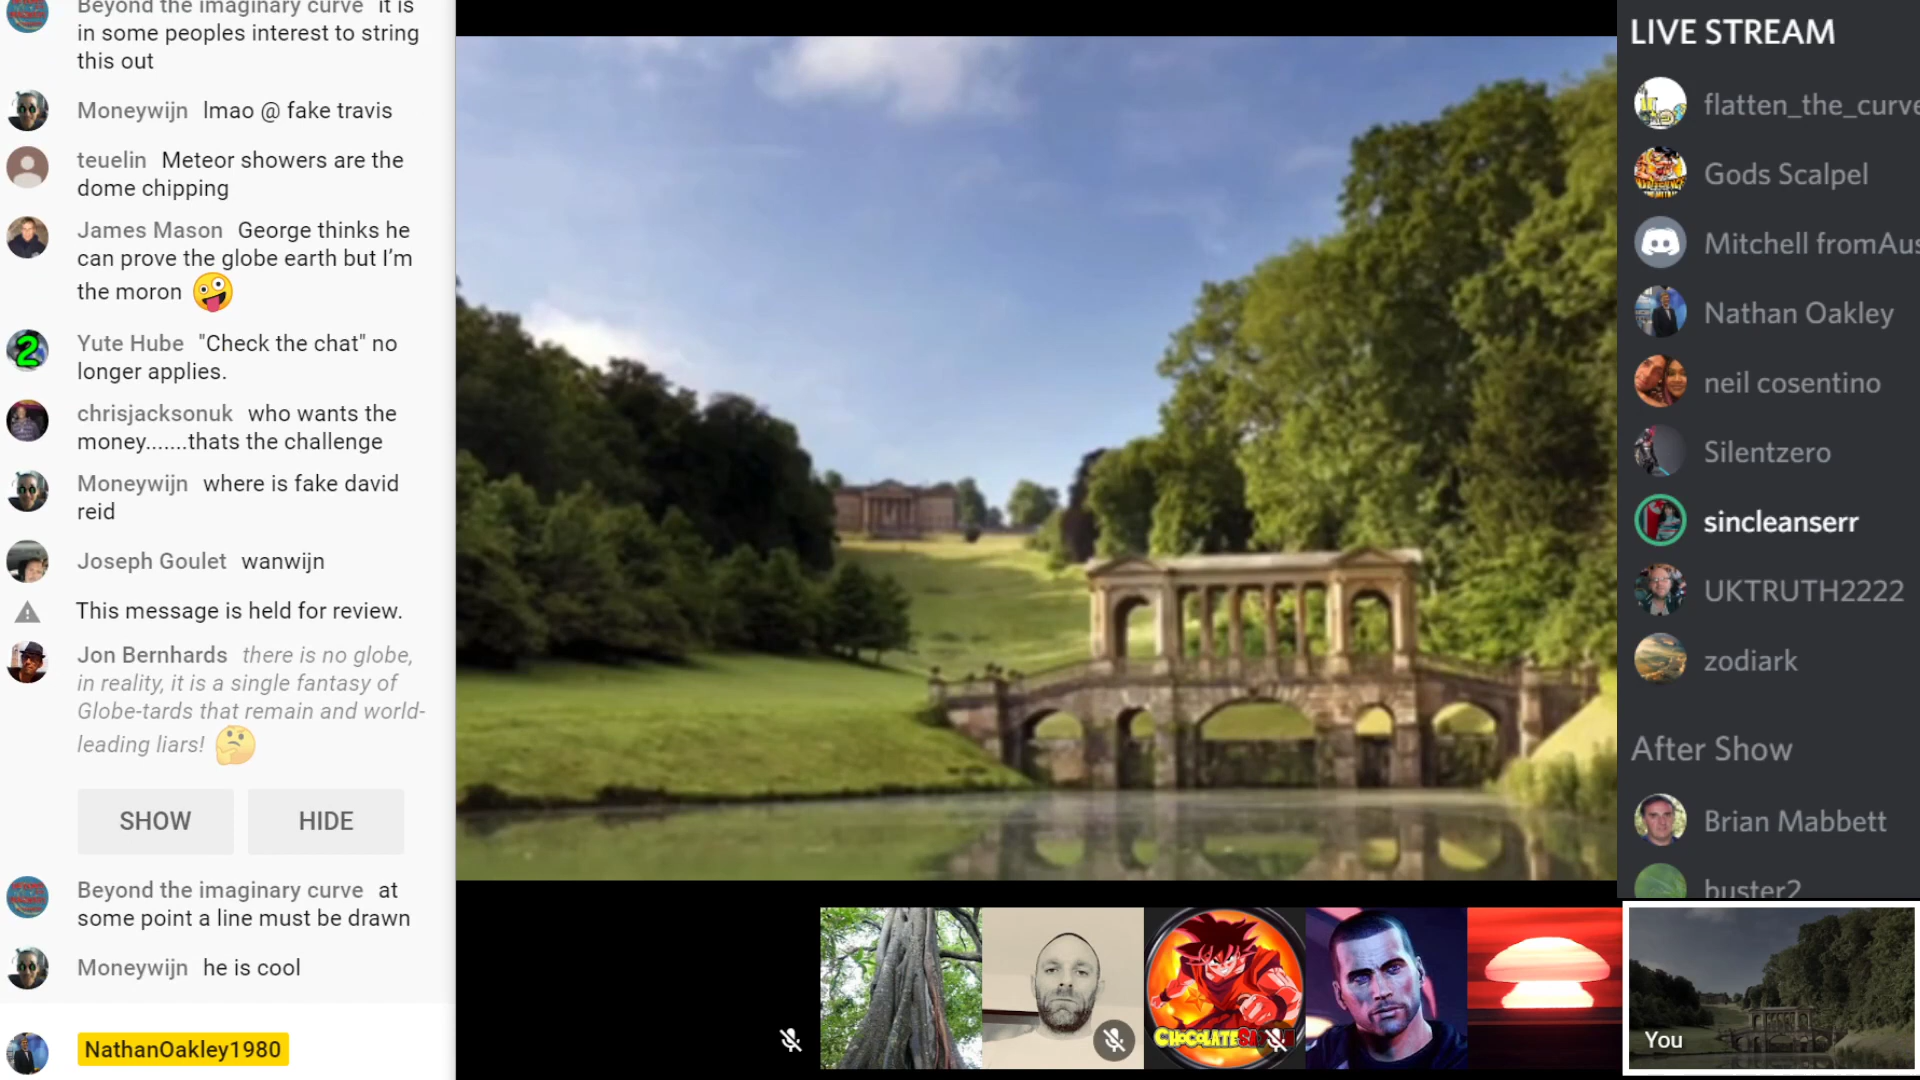 Beyond the imaginary curve it is
in some peoples interest to string
this out
Moneywijn lmao @ fake travis
teuelin Meteor showers are the
dome chipping
James Mason George thinks he
can prove the globe earth but I’m
the moron 🤪
Yute Hube "Check the chat" no
longer applies.
chrisjacksonuk who wants the
money.......thats the challenge
Moneywijn where is fake david
reid
Joseph Goulet wanwijn
This message is held for review.
Jon Bernhards there is no globe,
in reality, it is a single fantasy of
Globe-tards that remain and world-
leading liars! 🤔
SHOW HIDE
Beyond the imaginary curve at
some point a line must be drawn
Moneywijn he is cool
NathanOakley1980
CHOCOLATE
You
LIVE STREAM
flatten_the_curve
Gods Scalpel
Mitchell fromAus
Nathan Oakley
neil cosentino
Silentzero
sincleanserr
UKTRUTH2222
zodiark
After Show
Brian Mabbett
buster2